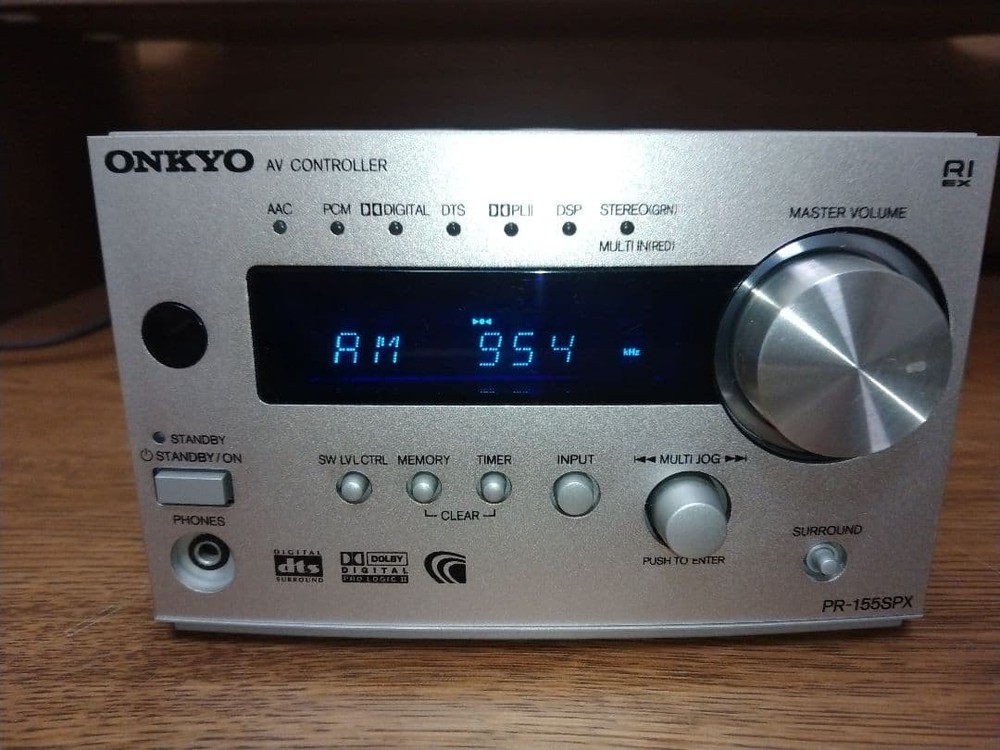 ONKYO AV CONTROLLER
RI
EX
MASTER VOLUME
AAC PCM DIGITAL DTS PLII DSP STEREO(GRN)
MULTI IN(RED)
AM 954 kHz
STANDBY
STANDBY/ON
SW LVL CTRL MEMORY TIMER INPUT MULTI JOG
CLEAR
PHONES
PUSH TO ENTER
SURROUND
DIGITAL
dts
SURROUND
DOLBY
DIGITAL
PRO LOGIC II
PR-155SPX